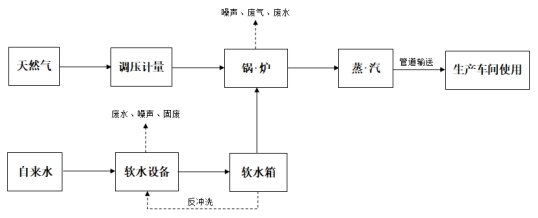 噪声、废气、废水
天然气
调压计量
锅·炉
蒸·汽
管道输送
生产车间使用
废水、噪声、固废
自来水
软水设备
软水箱
反冲洗